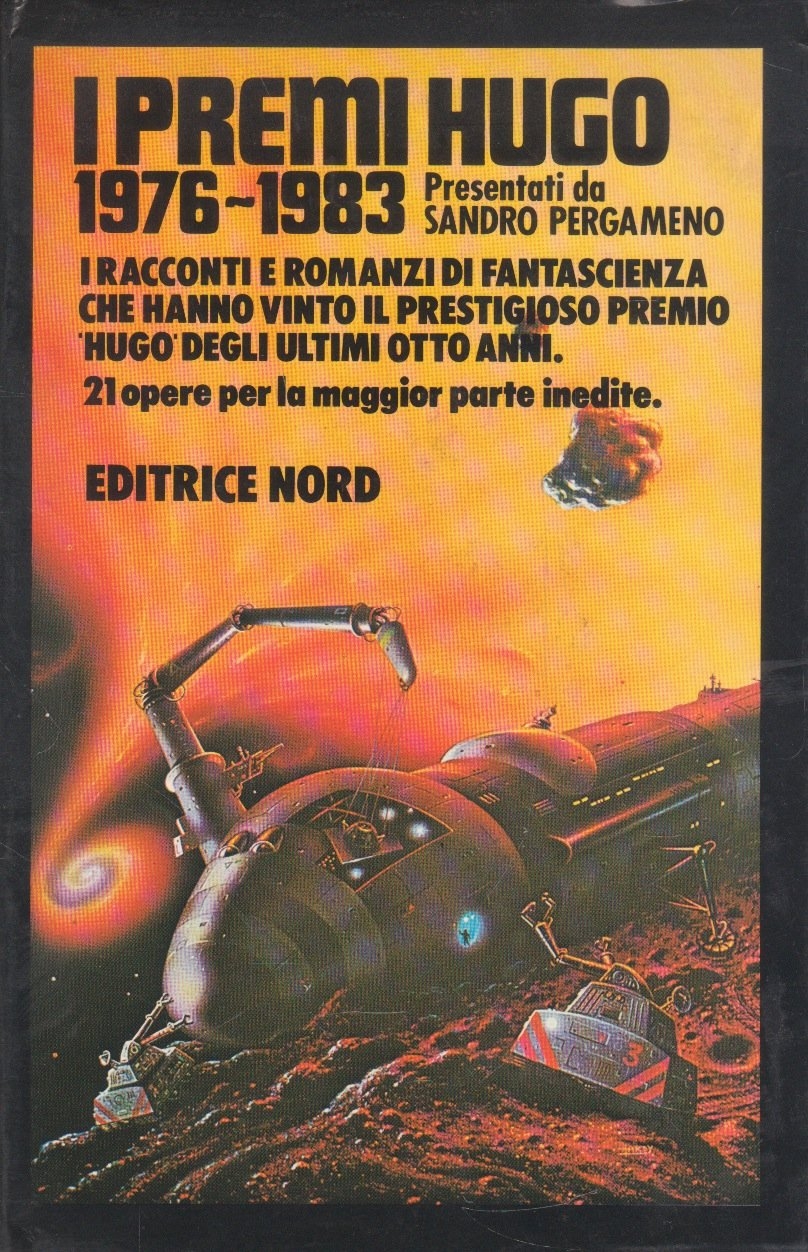 I PREMI HUGO
1976~1983
Presentati da
SANDRO PERGAMENO
I RACCONTI E ROMANZI DI FANTASCIENZA
CHE HANNO VINTO IL PRESTIGIOSO PREMIO
'HUGO' DEGLI ULTIMI OTTO ANNI.
21 opere per la maggior parte inedite.
EDITRICE NORD
3